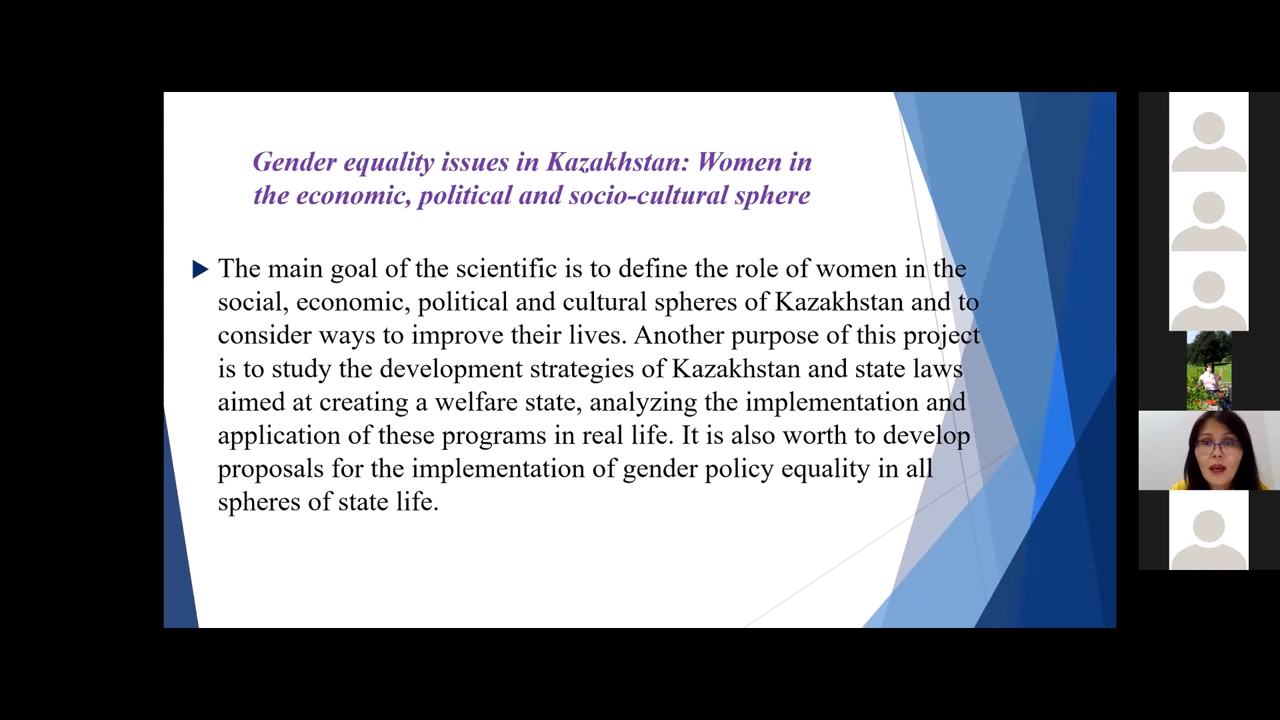 Gender equality issues in Kazakhstan: Women in
the economic, political and socio-cultural sphere
The main goal of the scientific is to define the role of women in the
social, economic, political and cultural spheres of Kazakhstan and to
consider ways to improve their lives. Another purpose of this project
is to study the development strategies of Kazakhstan and state laws
aimed at creating a welfare state, analyzing the implementation and
application of these programs in real life. It is also worth to develop
proposals for the implementation of gender policy equality in all
spheres of state life.